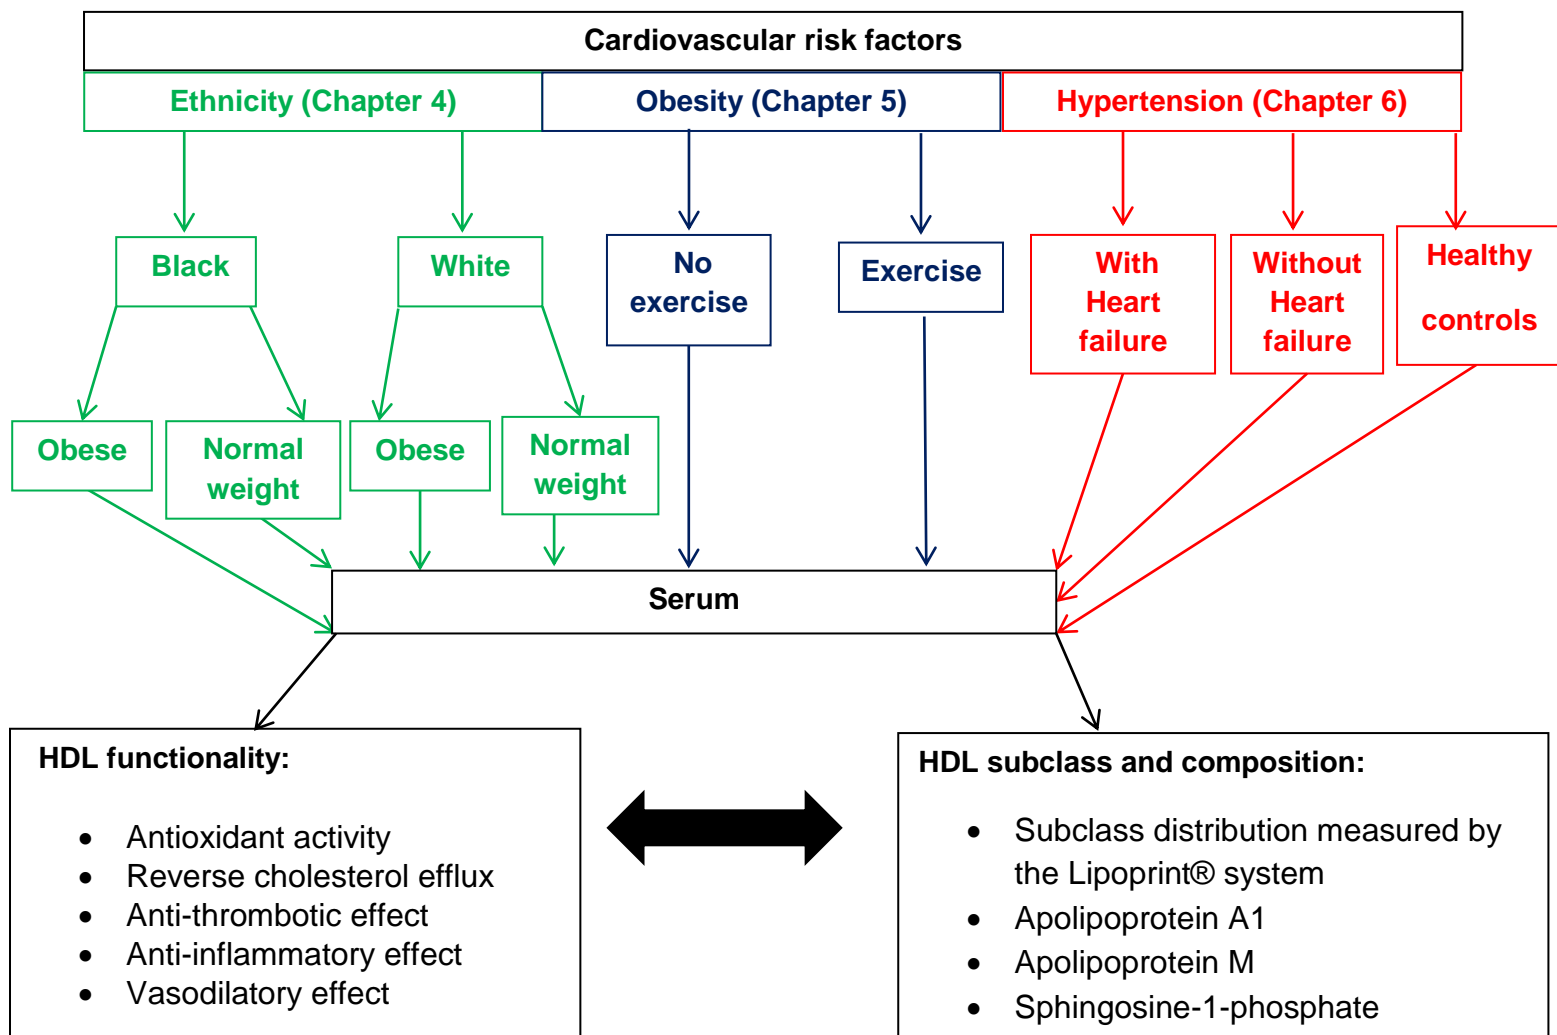 Cardiovascular risk factors
Ethnicity (Chapter 4)
Obesity (Chapter 5)
Hypertension (Chapter 6)
Black
White
No
exercise
Exercise
With
Heart
failure
Without
Heart
failure
Healthy
controls
Obese
Normal
weight
Obese
Normal
weight
Serum
HDL functionality:
• Antioxidant activity
• Reverse cholesterol efflux
• Anti-thrombotic effect
• Anti-inflammatory effect
• Vasodilatory effect
HDL subclass and composition:
• Subclass distribution measured by
the Lipoprint® system
• Apolipoprotein A1
• Apolipoprotein M
• Sphingosine-1-phosphate